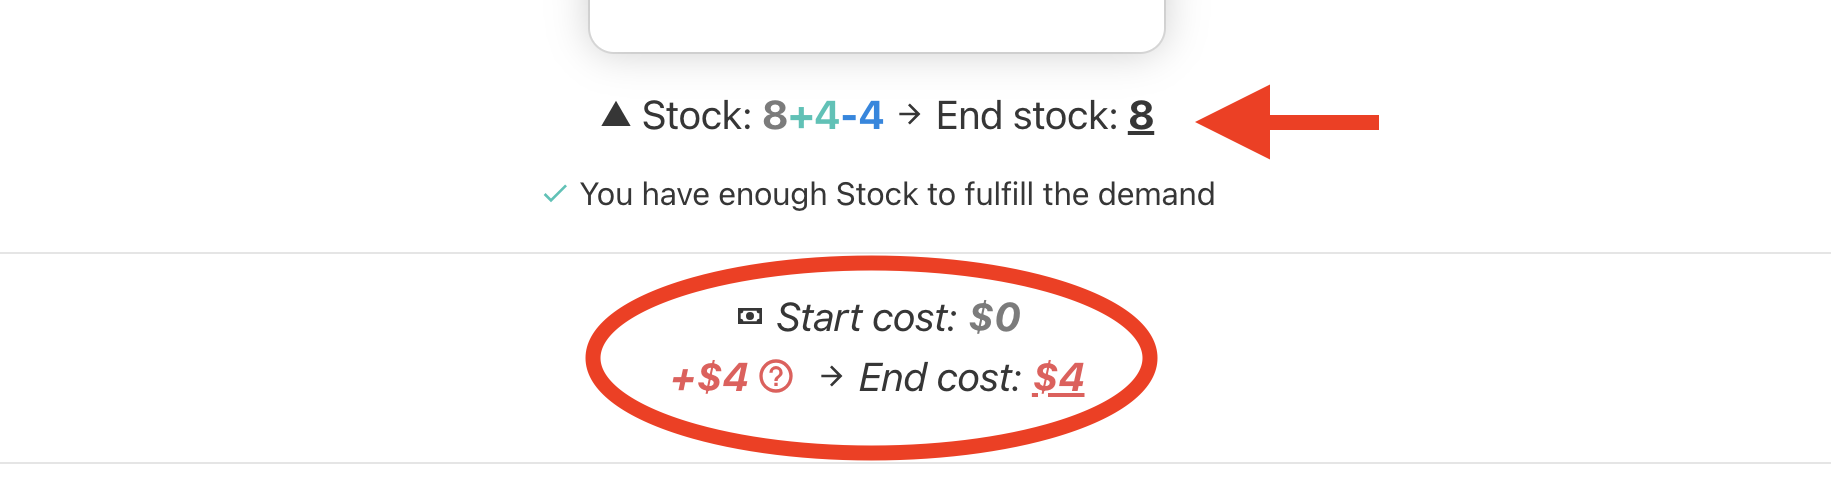 ▲ Stock: 8+4-4 → End stock: 8
✓ You have enough Stock to fulfill the demand
Start cost: $0
+$4 ? → End cost: $4